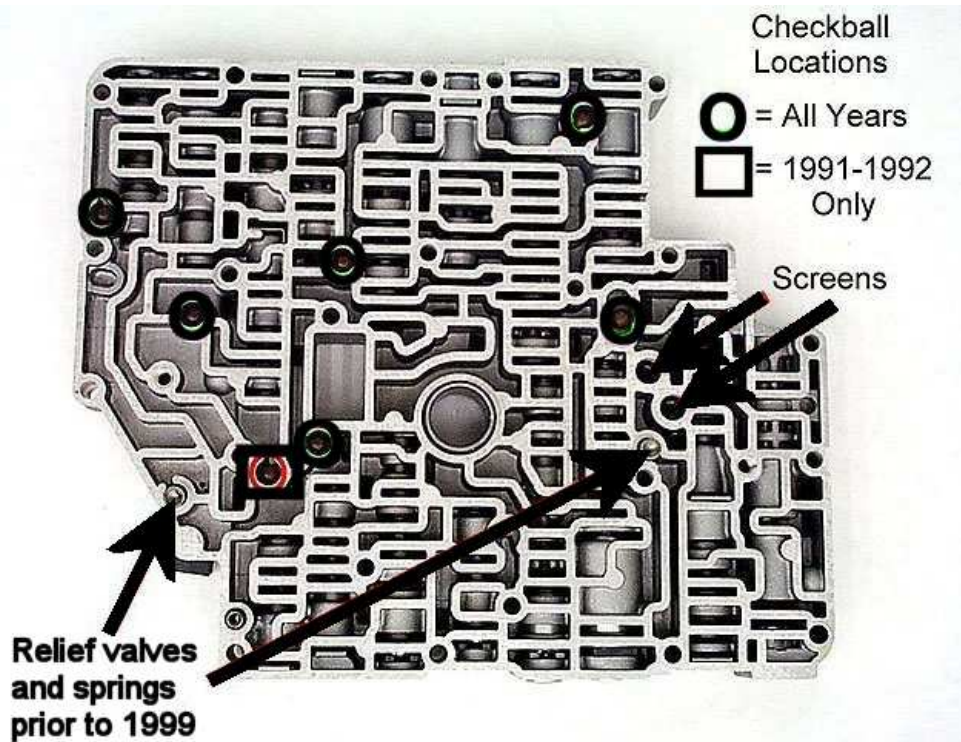 Checkball
Locations
= All Years
= 1991-1992
Only
Screens
Relief valves
and springs
prior to 1999